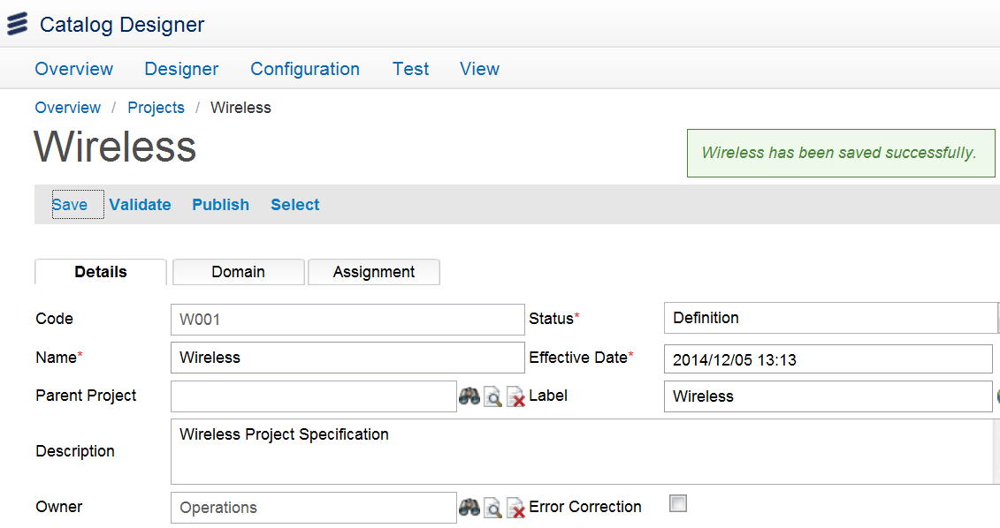 Catalog Designer
Overview Designer Configuration Test View
Overview / Projects / Wireless
Wireless
Wireless has been saved successfully.
Save Validate Publish Select
Details Domain Assignment
Code W001 Status* Definition
Name* Wireless Effective Date* 2014/12/05 13:13
Parent Project Label Wireless
Description Wireless Project Specification
Owner Operations Error Correction